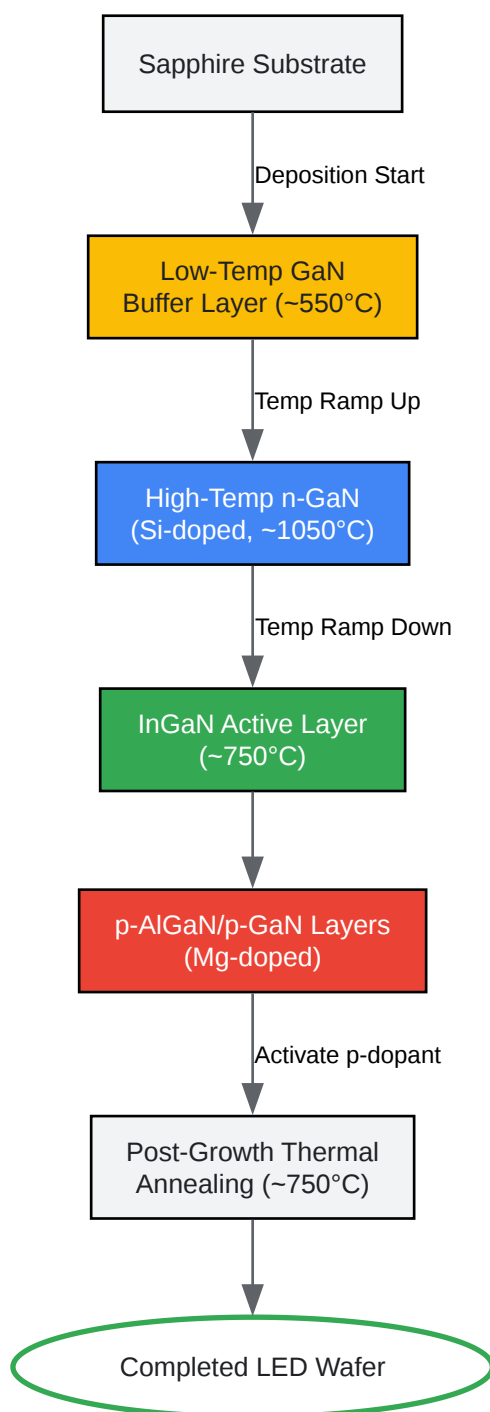 Sapphire Substrate
Deposition Start
Low-Temp GaN
Buffer Layer (~550°C)
Temp Ramp Up
High-Temp n-GaN
(Si-doped, ~1050°C)
Temp Ramp Down
InGaN Active Layer
(~750°C)
p-AlGaN/p-GaN Layers
(Mg-doped)
Activate p-dopant
Post-Growth Thermal
Annealing (~750°C)
Completed LED Wafer